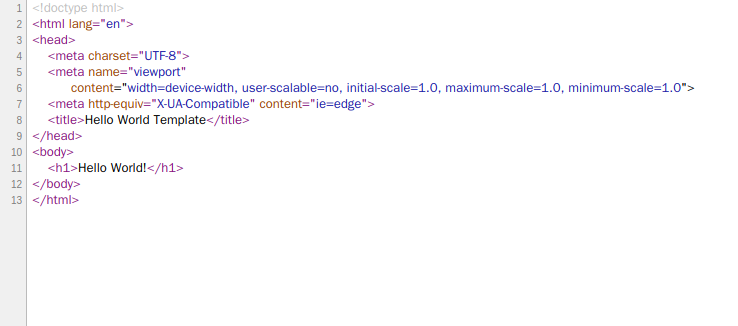 1 <!doctype html>
2 <html lang="en">
3 <head>
4 <meta charset="UTF-8">
5 <meta name="viewport"
6 content="width=device-width, user-scalable=no, initial-scale=1.0, maximum-scale=1.0, minimum-scale=1.0">
7 <meta http-equiv="X-UA-Compatible" content="ie=edge">
8 <title>Hello World Template</title>
9 </head>
10 <body>
11 <h1>Hello World!</h1>
12 </body>
13 </html>